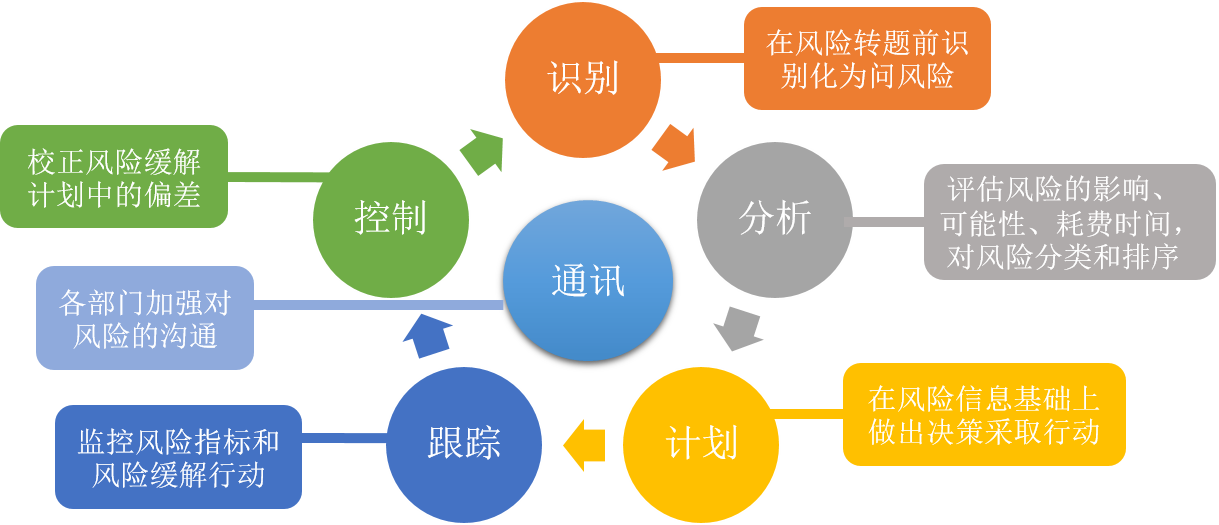 识别
在风险转题前识
别化为问风险
分析
评估风险的影响、
可能性、耗费时间，
对风险分类和排序
计划
在风险信息基础上
做出决策采取行动
跟踪
监控风险指标和
风险缓解行动
控制
校正风险缓解
计划中的偏差
通讯
各部门加强对
风险的沟通